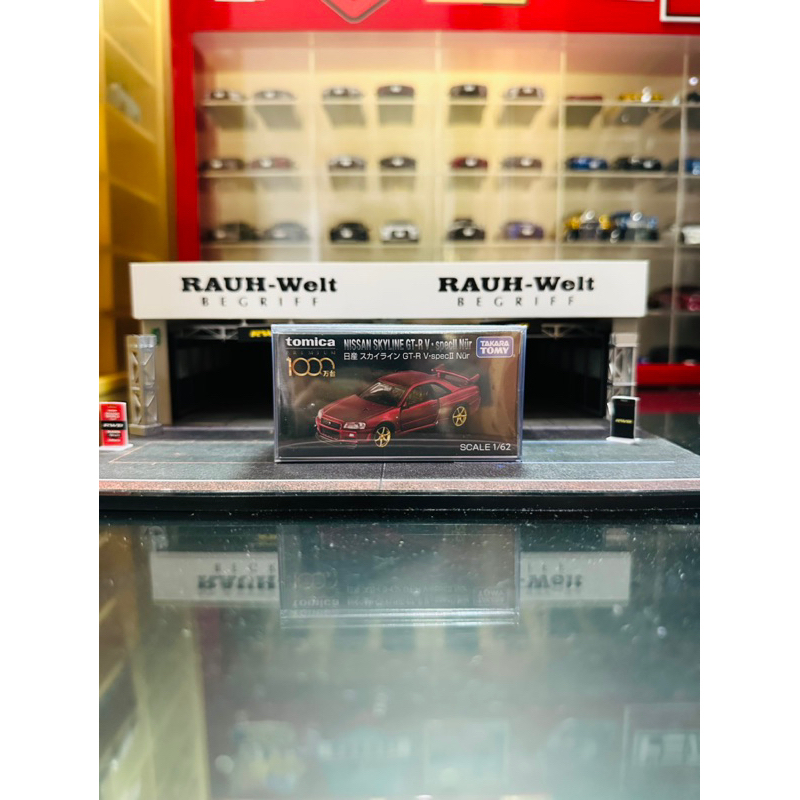 RAUH-Welt
BEGRIFF
RAUH-Welt
BEGRIFF
tomica
PREMIUM
1000万台
NISSAN SKYLINE GT-R V・specII Nür
日産 スカイライン GT-R V・specII Nür
TAKARA TOMY
SCALE 1/62